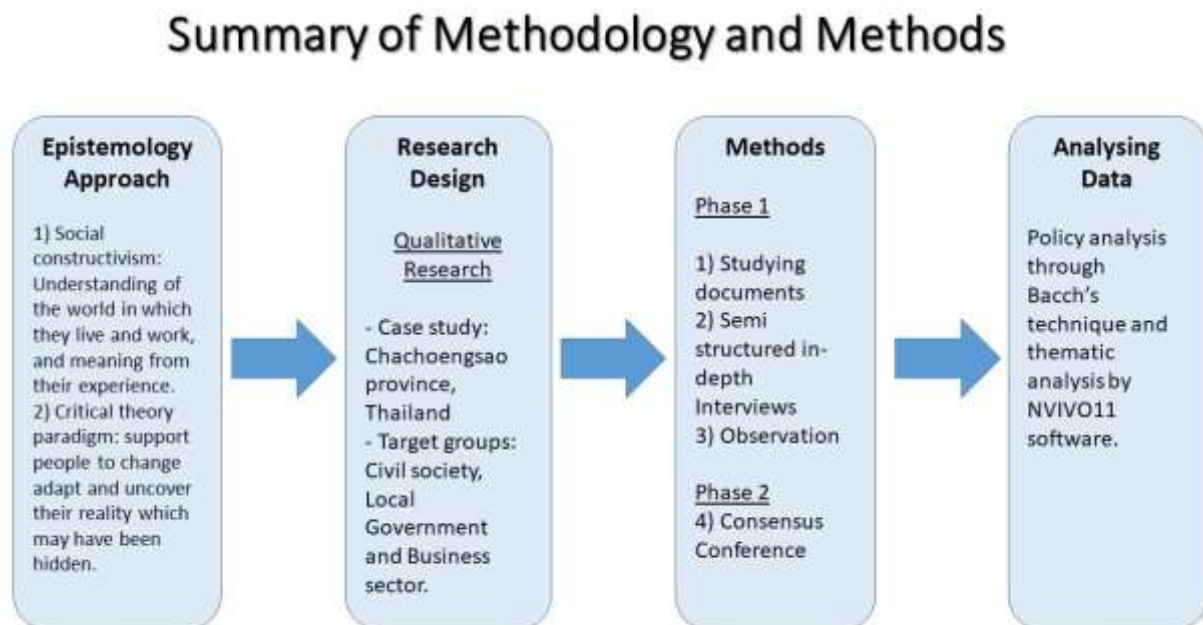 Summary of Methodology and Methods
Epistemology
Approach
1) Social
constructivism:
Understanding of
the world in which
they live and work,
and meaning from
their experience.
2) Critical theory
paradigm: support
people to change
adapt and uncover
their reality which
may have been
hidden.
Research
Design
Qualitative
Research
- Case study:
Chachoengsao
province,
Thailand
- Target groups:
Civil society,
Local
Government
and Business
sector.
Methods
Phase 1
1) Studying
documents
2) Semi
structured in-
depth
Interviews
3) Observation
Phase 2
4) Consensus
Conference
Analysing
Data
Policy analysis
through
Bacch's
technique and
thematic
analysis by
NVIVO11
software.